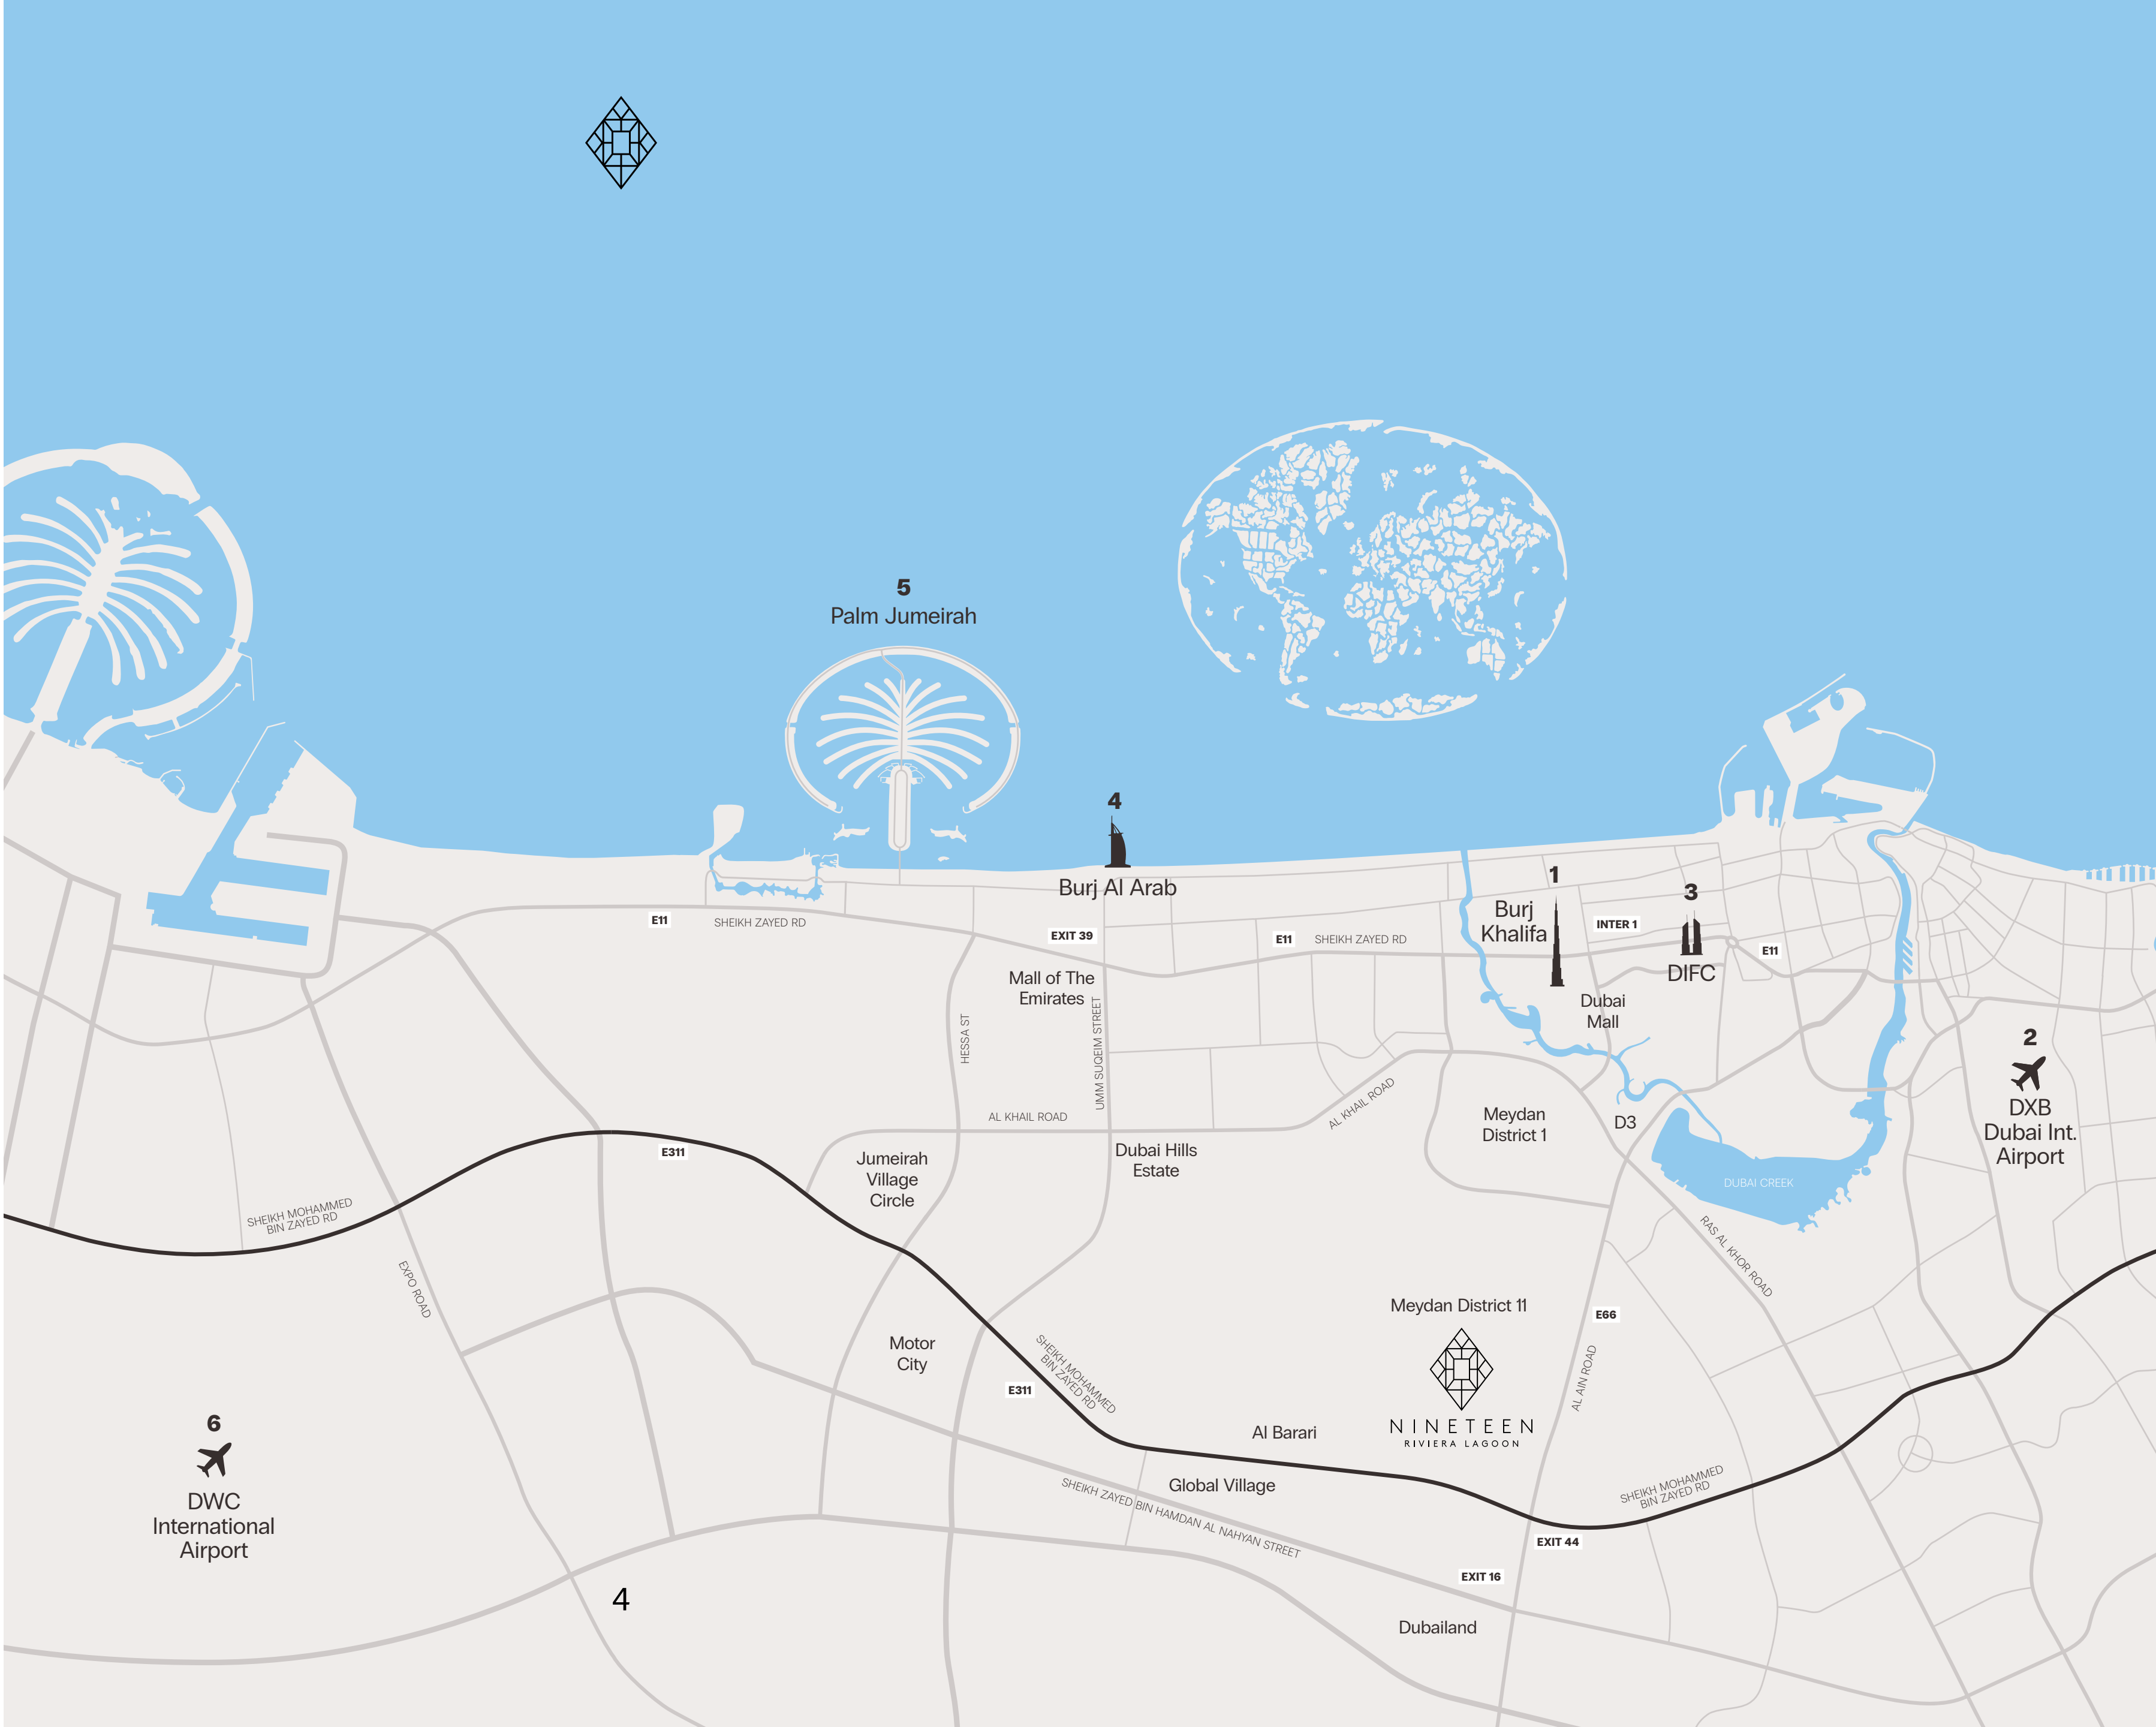 5
Palm Jumeirah
4
Burj Al Arab
1
Burj
Khalifa
3
DIFC
INTER 1
E11
SHEIKH ZAYED RD
EXIT 39
E11
SHEIKH ZAYED RD
E11
Mall of The
Emirates
Dubai
Mall
HESSA ST
UMM SUQEIM STREET
2
DXB
Dubai Int.
Airport
AL KHAIL ROAD
AL KHAIL ROAD
Meydan
District 1
D3
E311
Jumeirah
Village
Circle
Dubai Hills
Estate
DUBAI CREEK
SHEIKH MOHAMMED
BIN ZAYED RD
RAS AL KHOR ROAD
EXPO ROAD
Meydan District 11
E66
Motor
City
SHEIKH MOHAMMED
BIN ZAYED RD
E311
AL AIN ROAD
NINETEEN
RIVIERA LAGOON
Al Barari
6
DWC
International
Airport
Global Village
SHEIKH MOHAMMED
BIN ZAYED RD
SHEIKH ZAYED BIN HAMDAN AL NAHYAN STREET
EXIT 44
EXIT 16
4
Dubailand